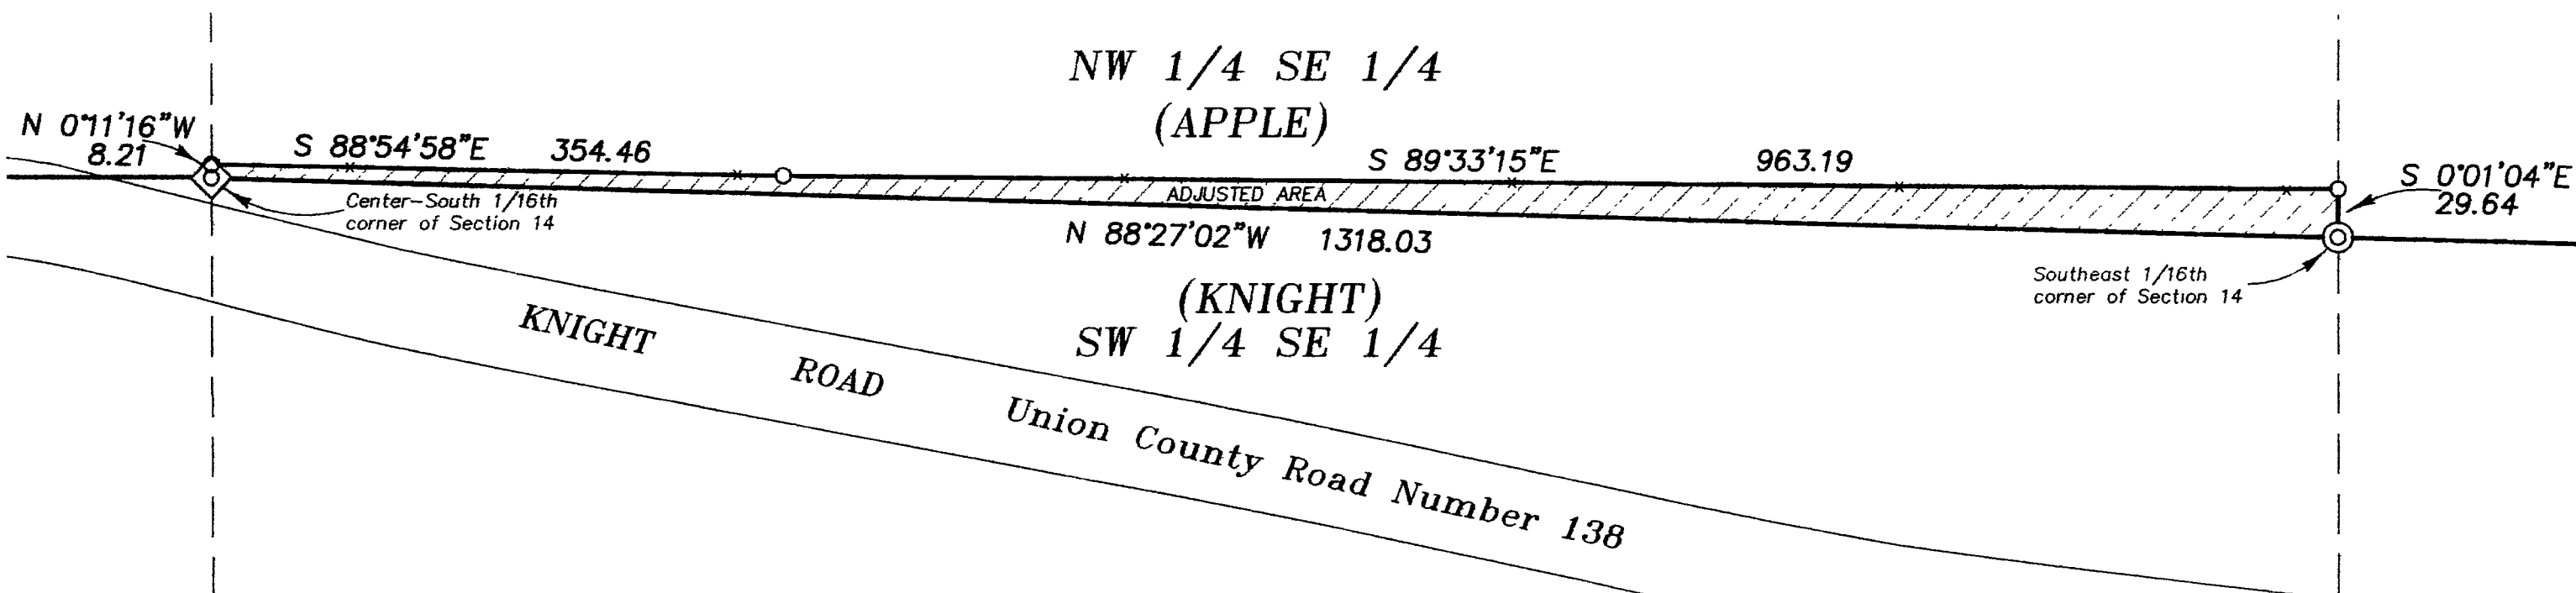 NW 1/4 SE 1/4
(APPLE)
N 0°11'16"W
8.21
S 88°54'58"E 354.46
S 89°33'15"E 963.19
S 0°01'04"E
29.64
ADJUSTED AREA
Center-South 1/16th
corner of Section 14
N 88°27'02"W 1318.03
Southeast 1/16th
corner of Section 14
(KNIGHT)
SW 1/4 SE 1/4
KNIGHT ROAD Union County Road Number 138